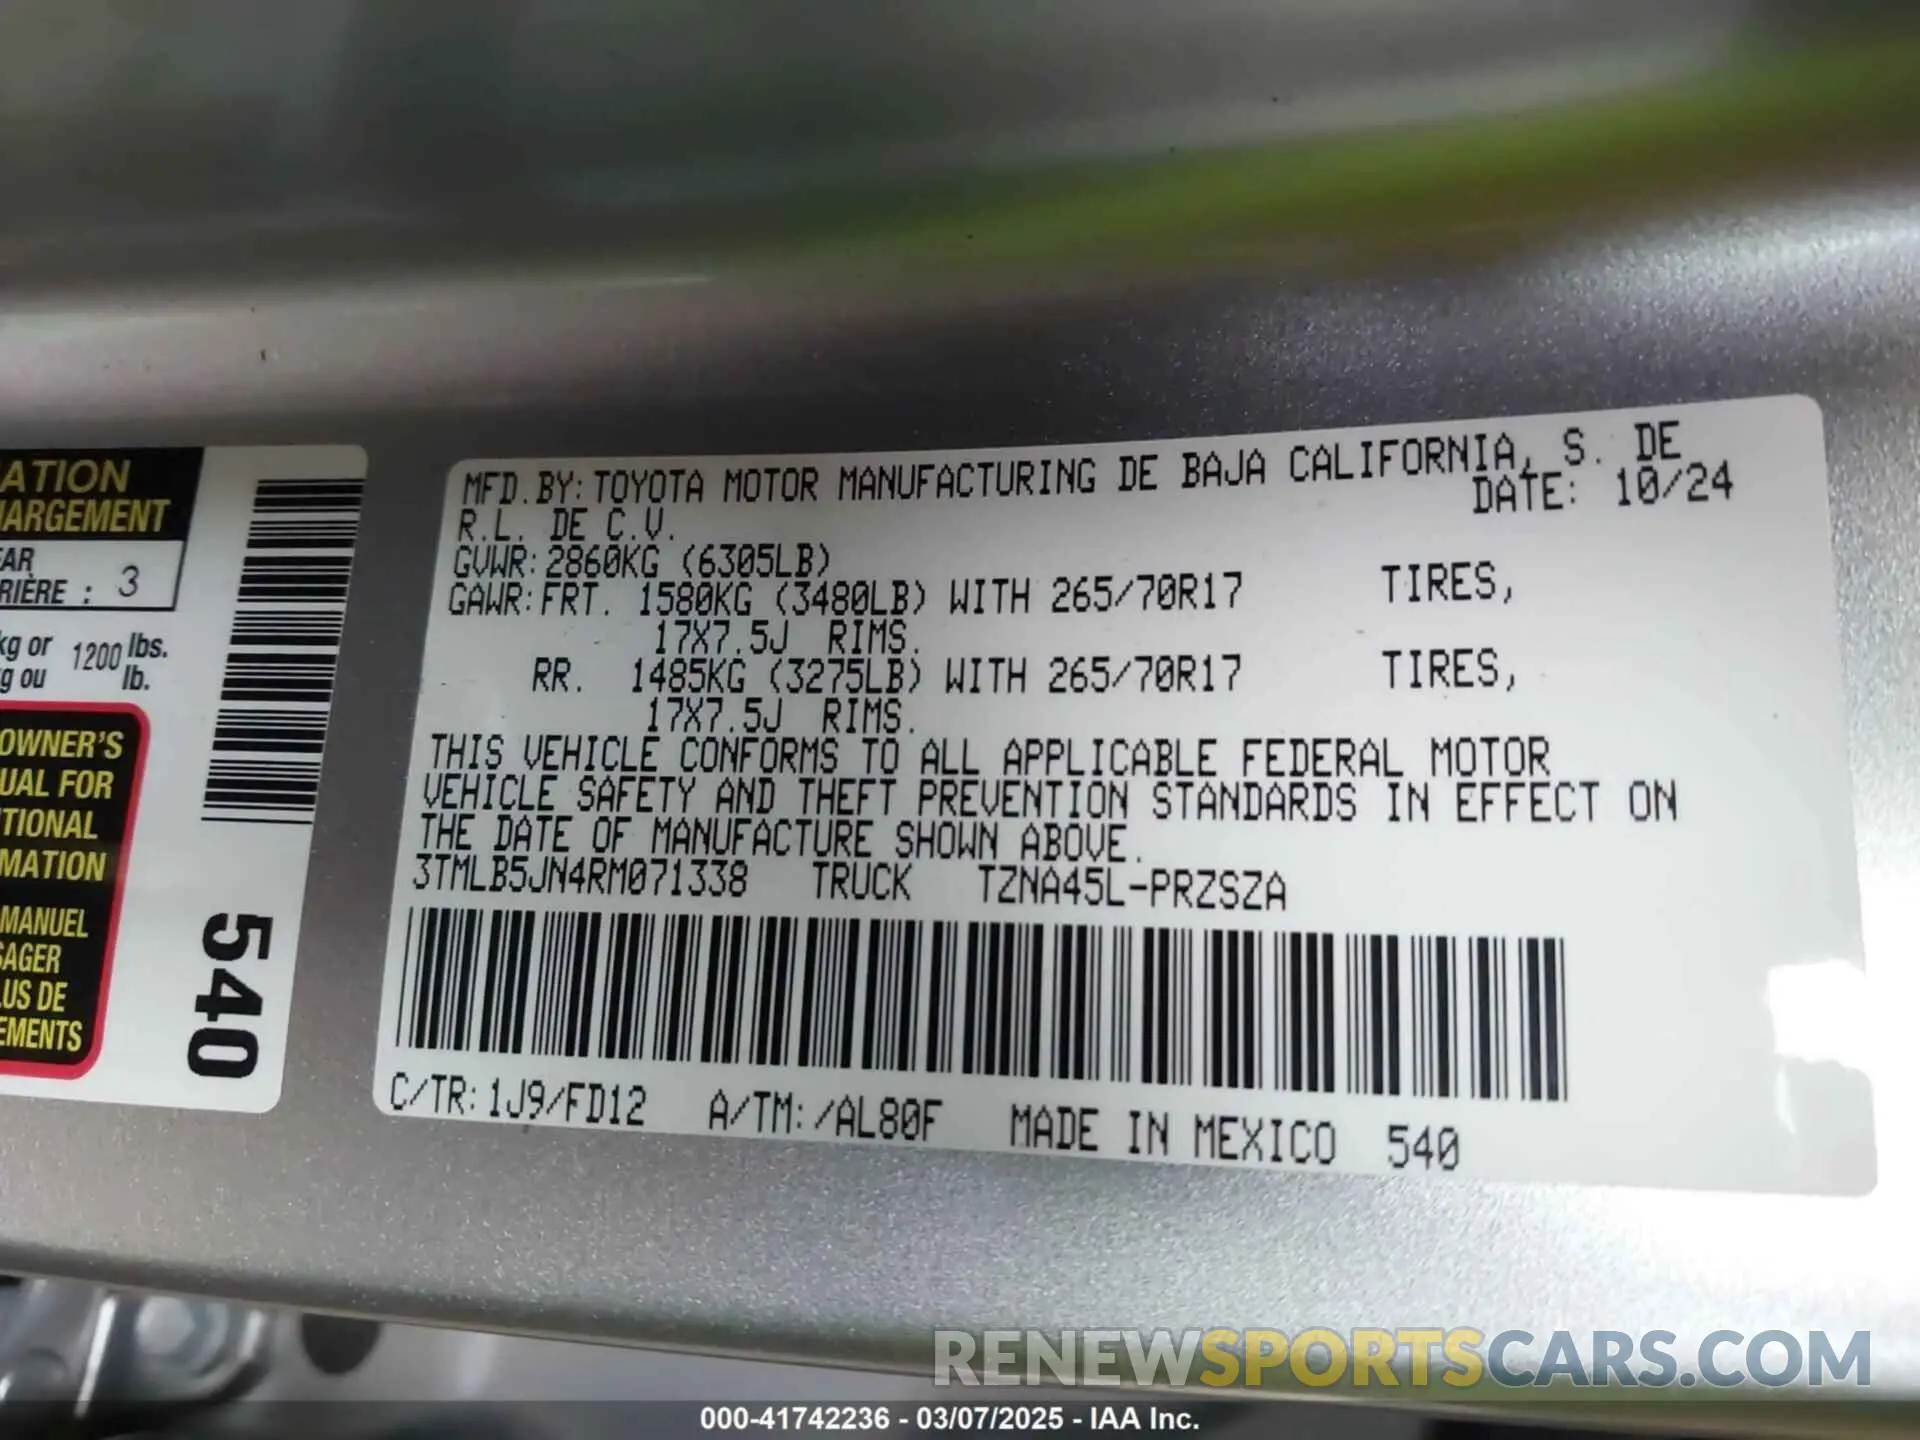 ATION
HARGEMENT
AR
RIÈRE : 3
kg or 1200 lbs.
g ou lb.
OWNER'S
UAL FOR
TIONAL
MATION
MANUEL
AGER
US DE
EMENTS
540
MFD.BY:TOYOTA MOTOR MANUFACTURING DE BAJA CALIFORNIA, S. DE
R.L. DE C.V. DATE: 10/24
GVWR:2860KG (6305LB)
GAWR:FRT. 1580KG (3480LB) WITH 265/70R17 TIRES,
17X7.5J RIMS.
RR. 1485KG (3275LB) WITH 265/70R17 TIRES,
17X7.5J RIMS.
THIS VEHICLE CONFORMS TO ALL APPLICABLE FEDERAL MOTOR
VEHICLE SAFETY AND THEFT PREVENTION STANDARDS IN EFFECT ON
THE DATE OF MANUFACTURE SHOWN ABOVE.
3TMLB5JN4RM071338 TRUCK TZNA45L-PRZSZA
C/TR:1J9/FD12 A/TM:/AL80F MADE IN MEXICO 540
RENEWSPORTSCARS.COM
000-41742236 - 03/07/2025 - IAA Inc.